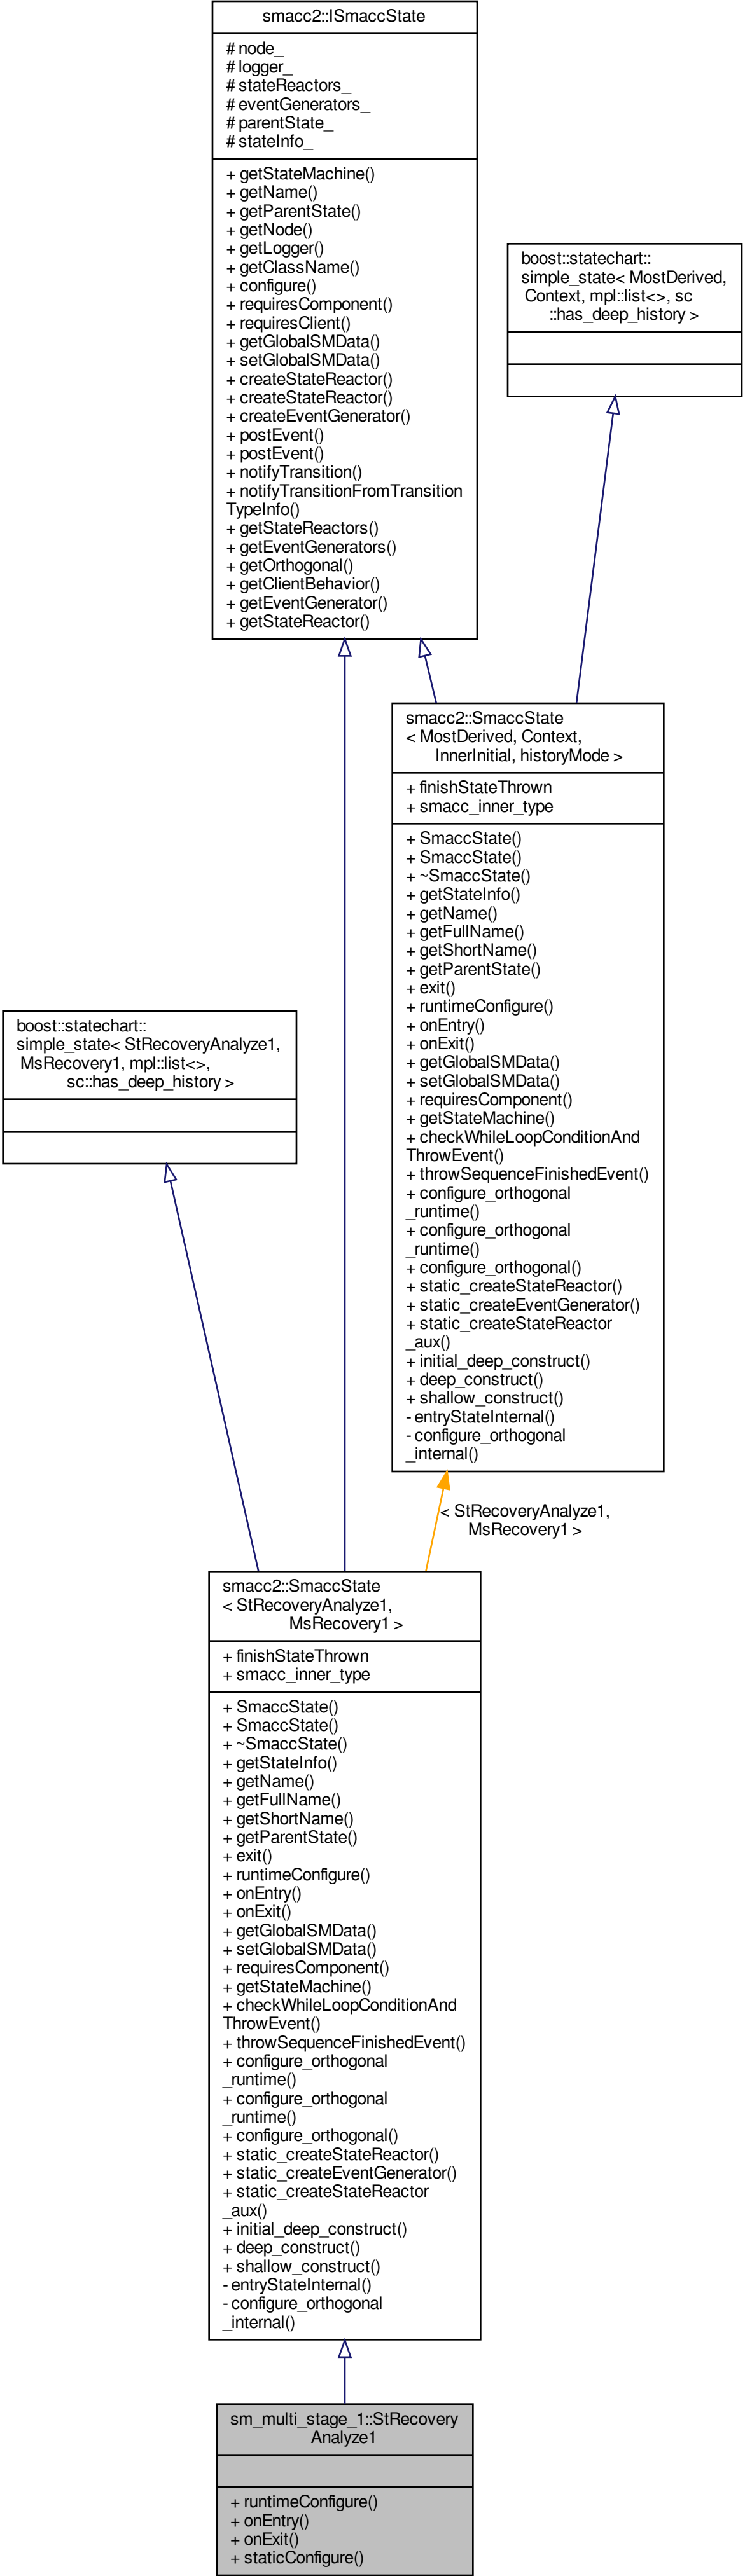 smacc2::ISmaccState
# node_
# logger_
# stateReactors_
# eventGenerators_
# parentState_
# stateInfo_
+ getStateMachine()
+ getName()
+ getParentState()
+ getNode()
+ getLogger()
+ getClassName()
+ configure()
+ requiresComponent()
+ requiresClient()
+ getGlobalSMData()
+ setGlobalSMData()
+ createStateReactor()
+ createStateReactor()
+ createEventGenerator()
+ postEvent()
+ postEvent()
+ notifyTransition()
+ notifyTransitionFromTransition
TypeInfo()
+ getStateReactors()
+ getEventGenerators()
+ getOrthogonal()
+ getClientBehavior()
+ getEventGenerator()
+ getStateReactor()
boost::statechart::
simple_state< MostDerived,
Context, mpl::list<>, sc
::has_deep_history >
smacc2::SmaccState
< MostDerived, Context,
InnerInitial, historyMode >
+ finishStateThrown
+ smacc_inner_type
+ SmaccState()
+ SmaccState()
+ ~SmaccState()
+ getStateInfo()
+ getName()
+ getFullName()
+ getShortName()
+ getParentState()
+ exit()
+ runtimeConfigure()
+ onEntry()
+ onExit()
+ getGlobalSMData()
+ setGlobalSMData()
+ requiresComponent()
+ getStateMachine()
+ checkWhileLoopConditionAnd
ThrowEvent()
+ throwSequenceFinishedEvent()
+ configure_orthogonal
_runtime()
+ configure_orthogonal
_runtime()
+ configure_orthogonal()
+ static_createStateReactor()
+ static_createEventGenerator()
+ static_createStateReactor
_aux()
+ initial_deep_construct()
+ deep_construct()
+ shallow_construct()
- entryStateInternal()
- configure_orthogonal
_internal()
boost::statechart::
simple_state< StRecoveryAnalyze1,
MsRecovery1, mpl::list<>,
sc::has_deep_history >
< StRecoveryAnalyze1,
MsRecovery1 >
smacc2::SmaccState
< StRecoveryAnalyze1,
MsRecovery1 >
+ finishStateThrown
+ smacc_inner_type
+ SmaccState()
+ SmaccState()
+ ~SmaccState()
+ getStateInfo()
+ getName()
+ getFullName()
+ getShortName()
+ getParentState()
+ exit()
+ runtimeConfigure()
+ onEntry()
+ onExit()
+ getGlobalSMData()
+ setGlobalSMData()
+ requiresComponent()
+ getStateMachine()
+ checkWhileLoopConditionAnd
ThrowEvent()
+ throwSequenceFinishedEvent()
+ configure_orthogonal
_runtime()
+ configure_orthogonal
_runtime()
+ configure_orthogonal()
+ static_createStateReactor()
+ static_createEventGenerator()
+ static_createStateReactor
_aux()
+ initial_deep_construct()
+ deep_construct()
+ shallow_construct()
- entryStateInternal()
- configure_orthogonal
_internal()
sm_multi_stage_1::StRecovery
Analyze1
+ runtimeConfigure()
+ onEntry()
+ onExit()
+ staticConfigure()